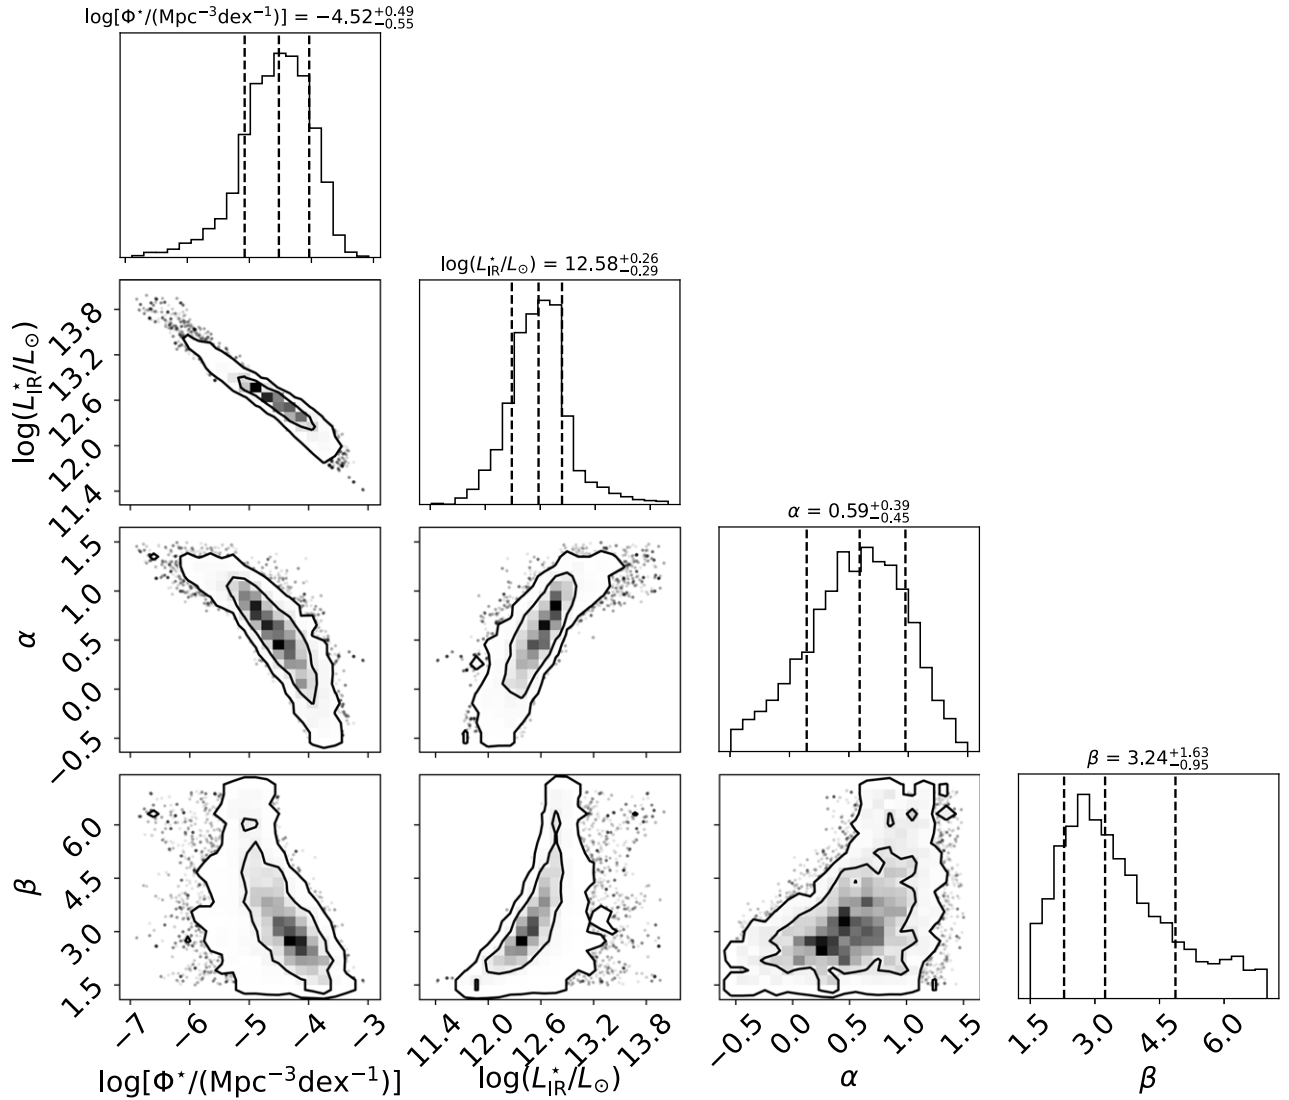 log[Φ⋆/(Mpc⁻³dex⁻¹)] = −4.52+0.49−0.55
log(L⋆IR/L⊙) = 12.58+0.26−0.29
13.8
13.2
12.6
12.0
11.4
log(L⋆IR/L⊙)
α = 0.59+0.39−0.45
1.5
1.0
0.5
0.0
−0.5
α
β = 3.24+1.63−0.95
6.0
4.5
3.0
1.5
β
−7 −6 −5 −4 −3
11.4 12.0 12.6 13.2 13.8
−0.5 0.0 0.5 1.0 1.5
1.5 3.0 4.5 6.0
log[Φ⋆/(Mpc⁻³dex⁻¹)]
log(L⋆IR/L⊙)
α
β